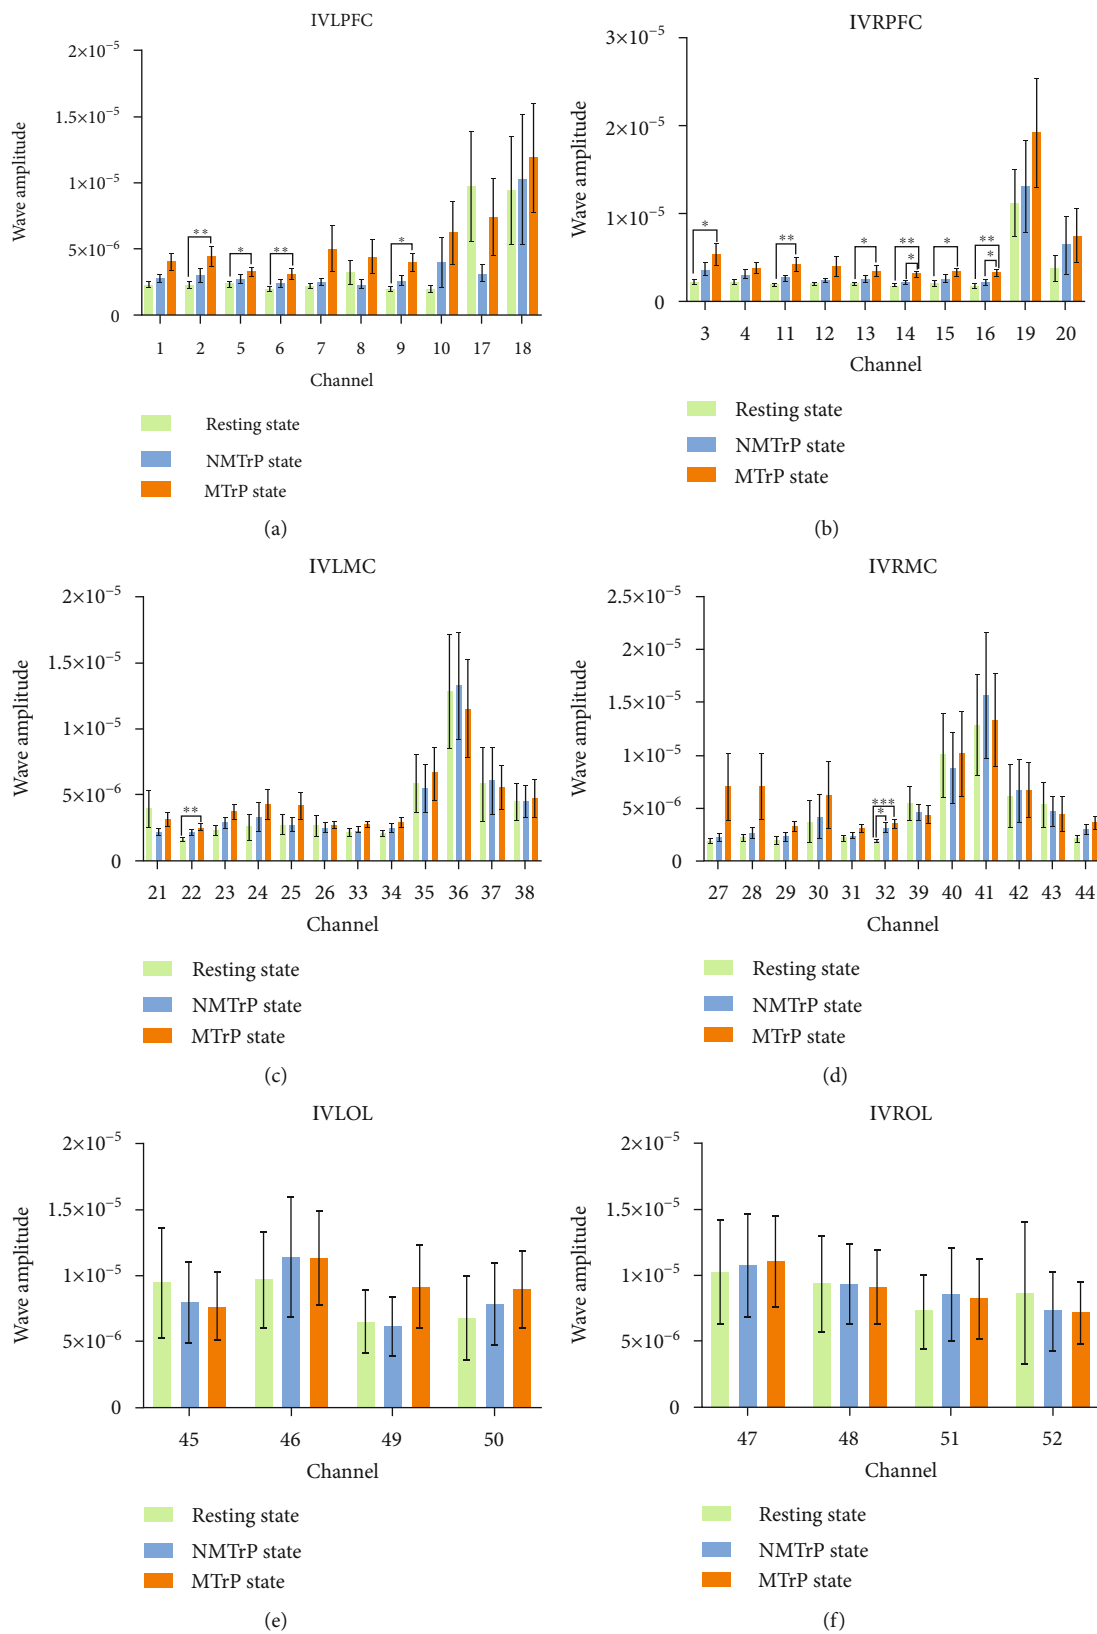 IVLPFC
2×10⁻⁵
1.5×10⁻⁵
1×10⁻⁵
5×10⁻⁶
0
Wave amplitude
** * ** *
1 2 5 6 7 8 9 10 17 18
Channel
Resting state
NMTrP state
MTrP state
(a)
IVRPFC
3×10⁻⁵
2×10⁻⁵
1×10⁻⁵
0
Wave amplitude
* ** * ** * * ** *
3 4 11 12 13 14 15 16 19 20
Channel
Resting state
NMTrP state
MTrP state
(b)
IVLMC
2×10⁻⁵
1.5×10⁻⁵
1×10⁻⁵
5×10⁻⁶
0
Wave amplitude
**
21 22 23 24 25 26 33 34 35 36 37 38
Channel
Resting state
NMTrP state
MTrP state
(c)
IVRMC
2.5×10⁻⁵
2×10⁻⁵
1.5×10⁻⁵
1×10⁻⁵
5×10⁻⁶
0
Wave amplitude
***
*
27 28 29 30 31 32 39 40 41 42 43 44
Channel
Resting state
NMTrP state
MTrP state
(d)
IVLOL
2×10⁻⁵
1.5×10⁻⁵
1×10⁻⁵
5×10⁻⁶
0
Wave amplitude
45 46 49 50
Channel
Resting state
NMTrP state
MTrP state
(e)
IVROL
2×10⁻⁵
1.5×10⁻⁵
1×10⁻⁵
5×10⁻⁶
0
Wave amplitude
47 48 51 52
Channel
Resting state
NMTrP state
MTrP state
(f)